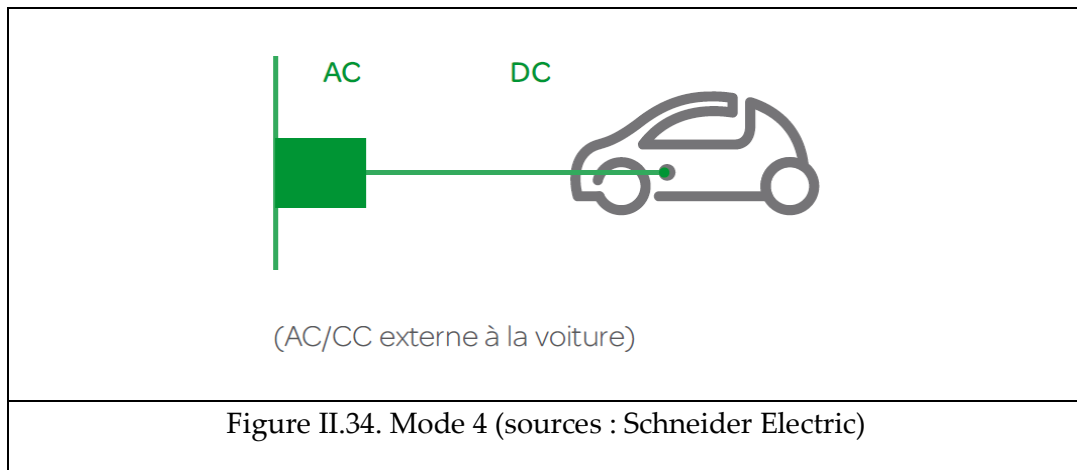 AC DC
(AC/CC externe à la voiture)
Figure II.34. Mode 4 (sources : Schneider Electric)